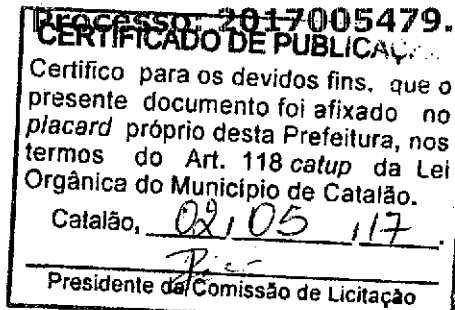 Processo: 2017005479.
CERTIFICADO DE PUBLICAÇ
Certifico para os devidos fins, que o
presente documento foi afixado no
placard próprio desta Prefeitura, nos
termos do Art. 118 catup da Lei
Orgânica do Município de Catalão.
Catalão, 02, 05 , 17.
Presidente da Comissão de Licitação